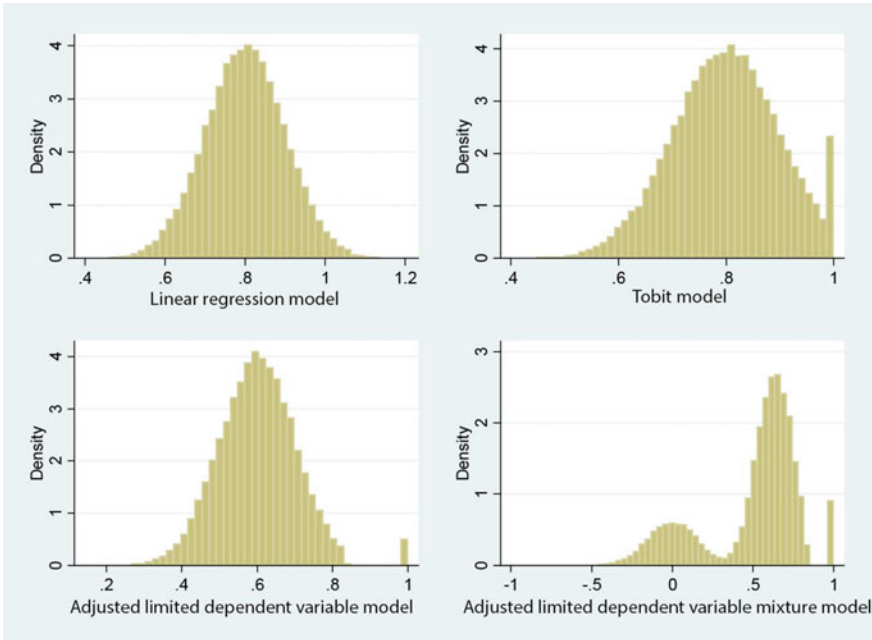 Density
4
3
2
1
0
.4 .6 .8 1 1.2
Linear regression model
Density
4
3
2
1
0
.4 .6 .8 1
Tobit model
Density
4
3
2
1
0
.2 .4 .6 .8 1
Adjusted limited dependent variable model
Density
3
2
1
0
-1 -.5 0 .5 1
Adjusted limited dependent variable mixture model